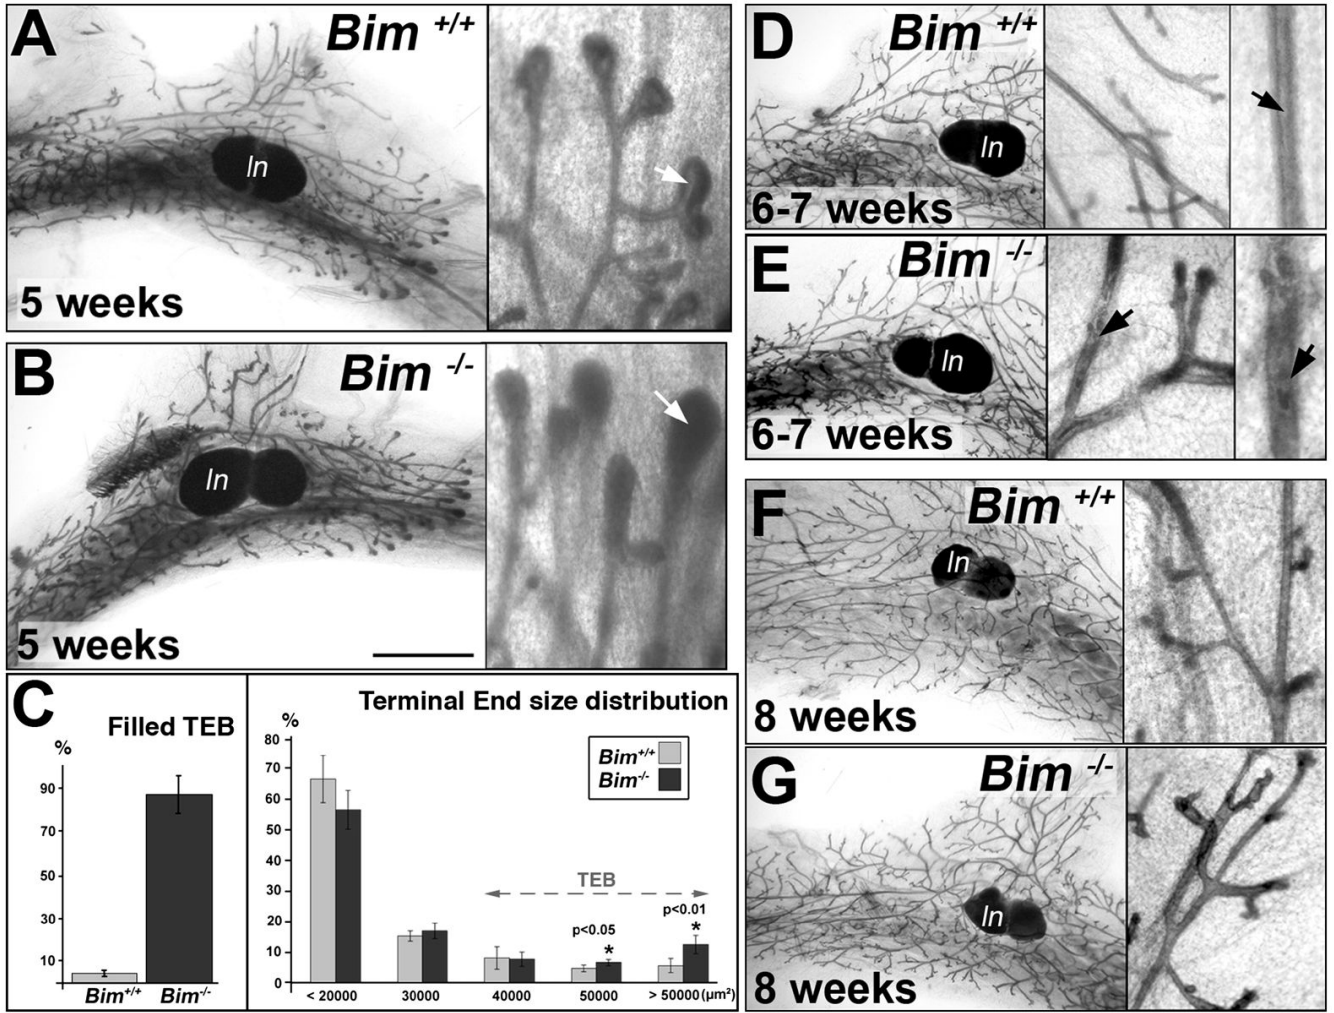 A
Bim +/+
ln
5 weeks
B
Bim -/-
ln
5 weeks
C
Filled TEB
%
90
70
50
30
10
Bim+/+
Bim-/-
Terminal End size distribution
%
80
70
60
50
40
30
20
10
0
Bim+/+
Bim-/-
TEB
p<0.05
*
p<0.01
*
< 20000
30000
40000
50000
> 50000 (μm²)
D
Bim +/+
ln
6-7 weeks
E
Bim -/-
ln
6-7 weeks
F
Bim +/+
ln
8 weeks
G
Bim -/-
ln
8 weeks